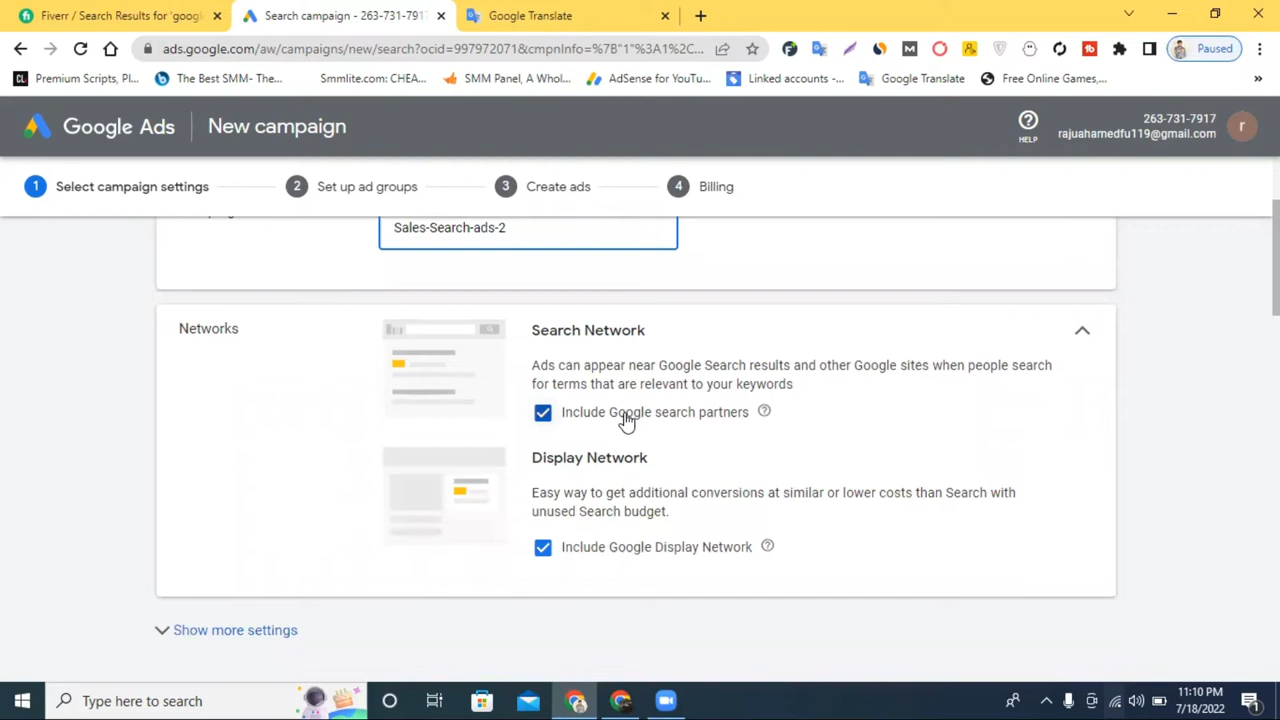 Fiverr / Search Results for "googl
Search campaign - 263-731-7917
Google Translate
ads.google.com/aw/campaigns/new/search?ocid=997972071&cmpnInfo=%7B"1"%3A1%2C...
Paused
Premium Scripts, Pl...
The Best SMM- The...
Smmlite.com: CHEA...
SMM Panel, A Whol...
AdSense for YouTu...
Linked accounts -...
Google Translate
Free Online Games,...
»
Google Ads
New campaign
HELP
263-731-7917
rajuahamedfu119@gmail.com
r
1 Select campaign settings
2 Set up ad groups
3 Create ads
4 Billing
Sales-Search-ads-2
Networks
Search Network
Ads can appear near Google Search results and other Google sites when people search
for terms that are relevant to your keywords
Include Google search partners
Display Network
Easy way to get additional conversions at similar or lower costs than Search with
unused Search budget.
Include Google Display Network
Show more settings
Type here to search
11:10 PM
7/18/2022